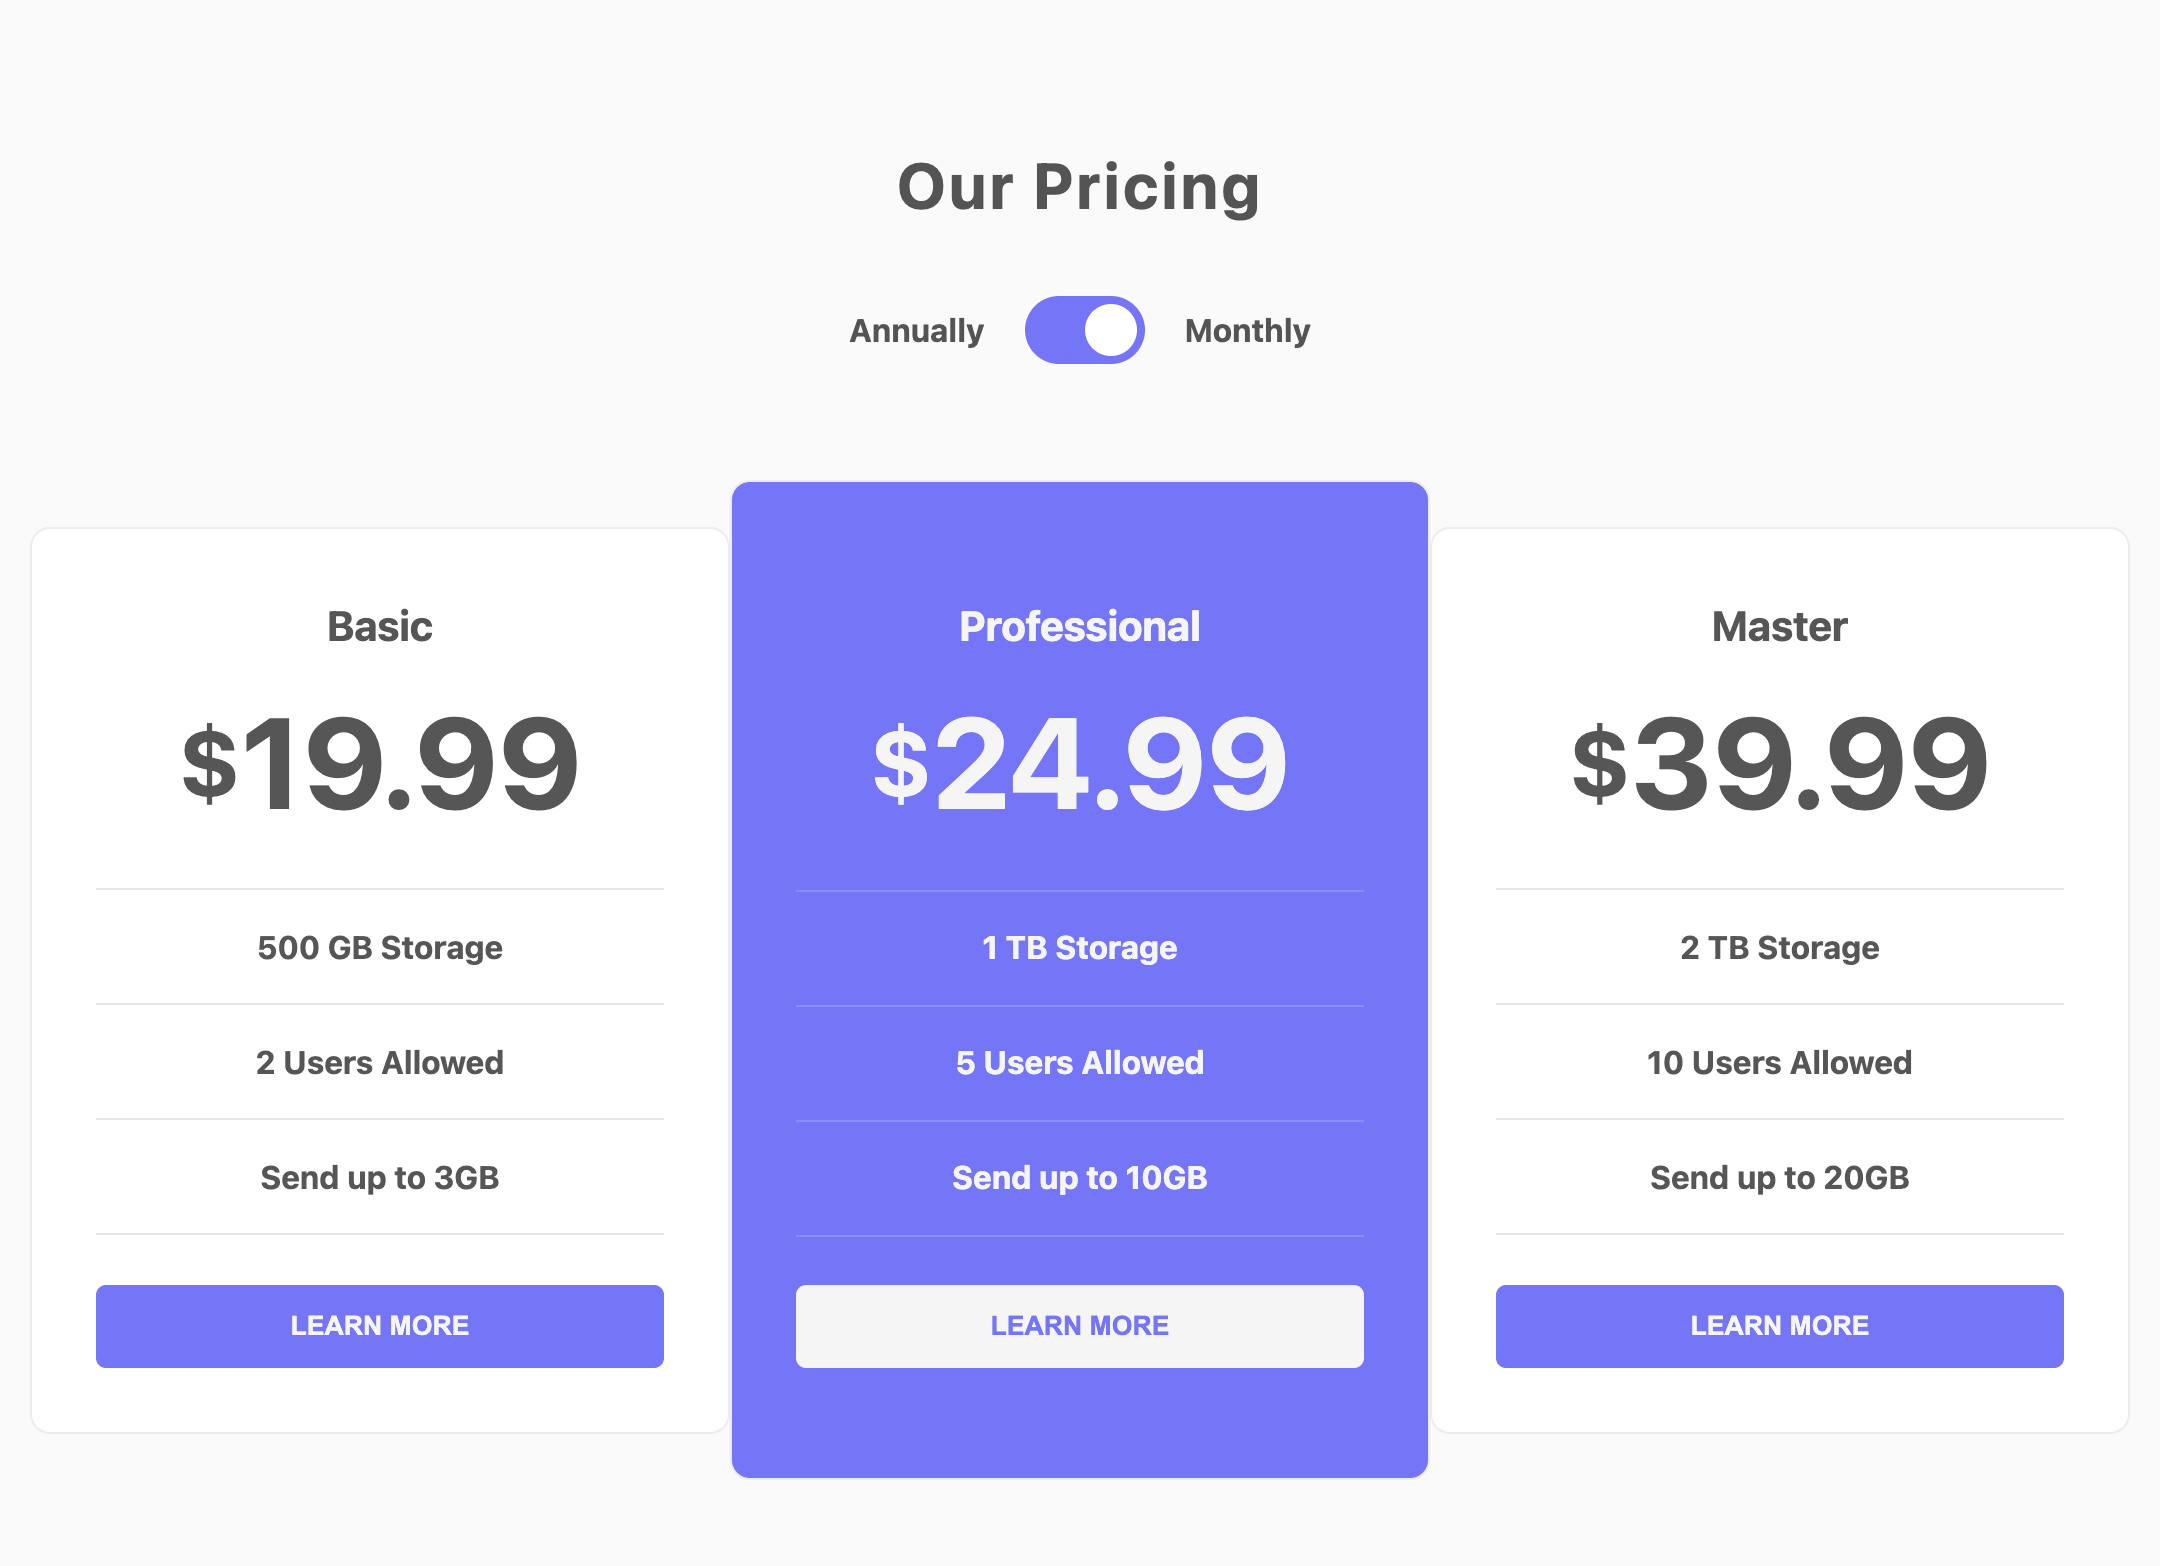 Our Pricing
Annually Monthly
Basic
$19.99
500 GB Storage
2 Users Allowed
Send up to 3GB
LEARN MORE
Professional
$24.99
1 TB Storage
5 Users Allowed
Send up to 10GB
LEARN MORE
Master
$39.99
2 TB Storage
10 Users Allowed
Send up to 20GB
LEARN MORE